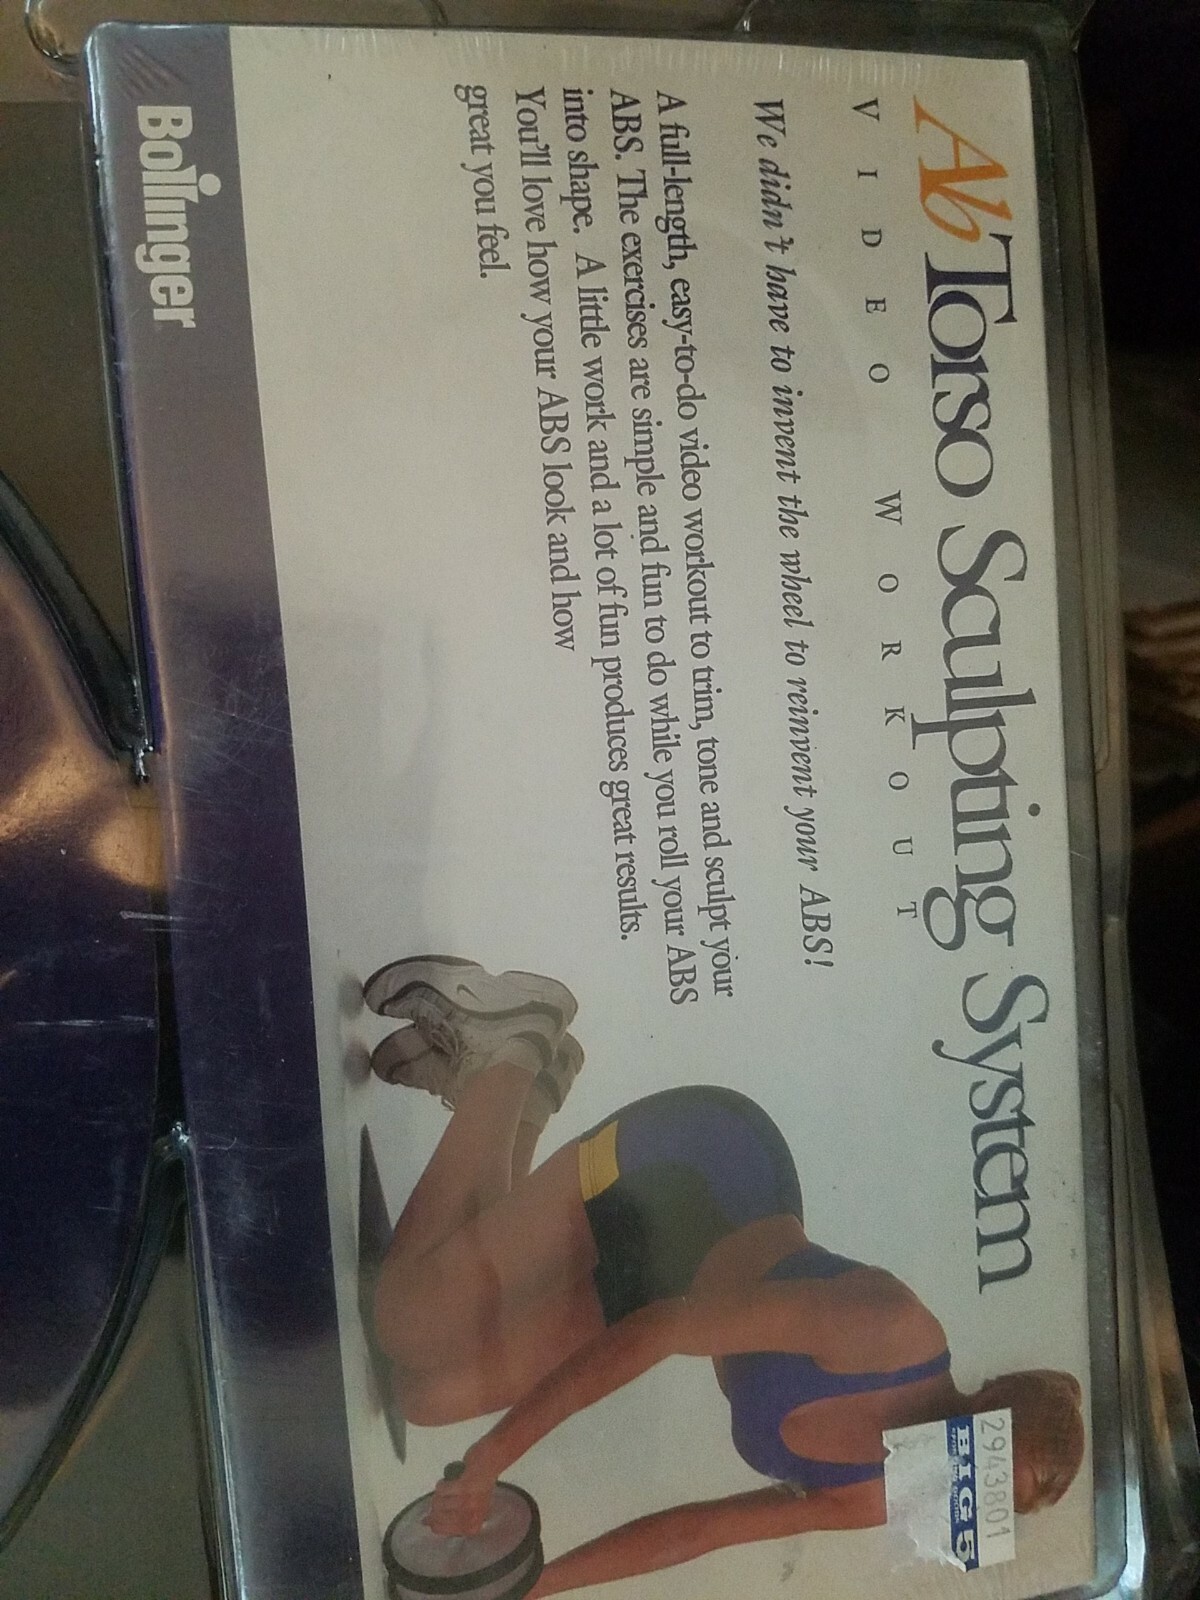 Ab Torso Sculpting System
VIDEO WORKOUT
We didn't have to invent the wheel to reinvent your ABS!
A full-length, easy-to-do video workout to trim, tone and sculpt your
ABS. The exercises are simple and fun to do while you roll your ABS
into shape. A little work and a lot of fun produces great results.
You'll love how your ABS look and how
great you feel.
2943801
BIG 5
Bollinger